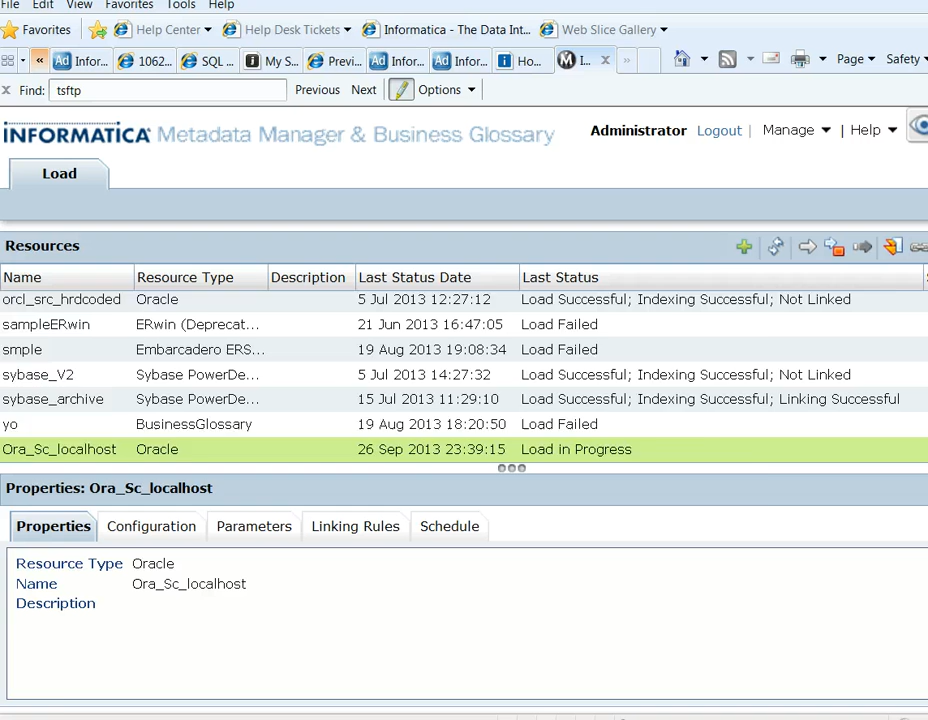 File Edit View Favorites Tools Help
Favorites Help Center Help Desk Tickets Informatica - The Data Int... Web Slice Gallery
« Ad Infor... 1062... SQL ... My S... Previ... Ad Infor... Ad Infor... Ho... M I... x » Page Safety
x Find: tsftp Previous Next Options
INFORMATICA Metadata Manager & Business Glossary Administrator Logout | Manage | Help
Load
Resources
Name Resource Type Description Last Status Date Last Status
orcl_src_hrdcoded Oracle 5 Jul 2013 12:27:12 Load Successful; Indexing Successful; Not Linked
sampleERwin ERwin (Deprecat... 21 Jun 2013 16:47:05 Load Failed
smple Embarcadero ERS... 19 Aug 2013 19:08:34 Load Failed
sybase_V2 Sybase PowerDe... 5 Jul 2013 14:27:32 Load Successful; Indexing Successful; Not Linked
sybase_archive Sybase PowerDe... 15 Jul 2013 11:29:10 Load Successful; Indexing Successful; Linking Successful
yo BusinessGlossary 19 Aug 2013 18:20:50 Load Failed
Ora_Sc_localhost Oracle 26 Sep 2013 23:39:15 Load in Progress
Properties: Ora_Sc_localhost
Properties Configuration Parameters Linking Rules Schedule
Resource Type Oracle
Name Ora_Sc_localhost
Description